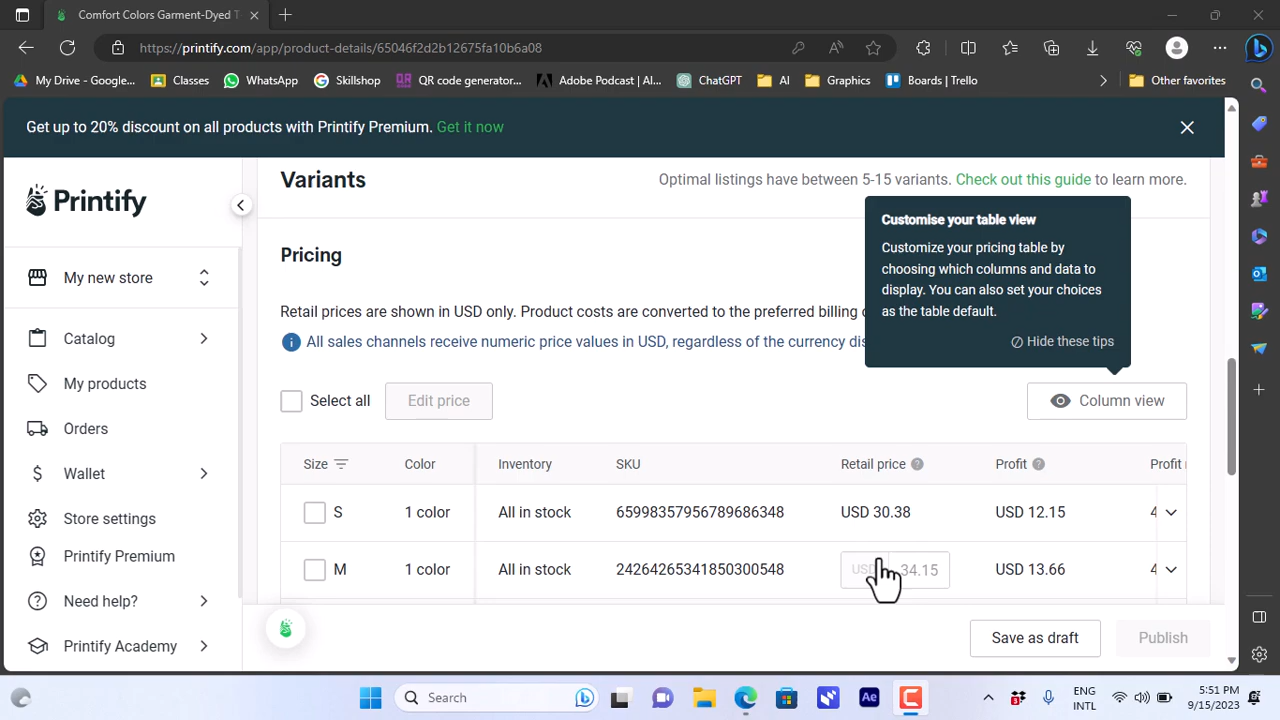 Comfort Colors Garment-Dyed T
https://printify.com/app/product-details/65046f2d2b12675fa10b6a08
My Drive - Google...
Classes
WhatsApp
Skillshop
QR code generator...
Adobe Podcast | AI...
ChatGPT
AI
Graphics
Boards | Trello
Other favorites
Get up to 20% discount on all products with Printify Premium. Get it now
Printify
My new store
Catalog
My products
Orders
Wallet
Store settings
Printify Premium
Need help?
Printify Academy
Variants
Optimal listings have between 5-15 variants. Check out this guide to learn more.
Customise your table view
Customize your pricing table by
choosing which columns and data to
display. You can also set your choices
as the table default.
Hide these tips
Pricing
Retail prices are shown in USD only. Product costs are converted to the preferred billing
All sales channels receive numeric price values in USD, regardless of the currency
Select all
Edit price
Column view
Size Color Inventory SKU Retail price Profit Profit
S 1 color All in stock 65998357956789686348 USD 30.38 USD 12.15 4
M 1 color All in stock 24264265341850300548 34.15 USD 13.66 4
Save as draft
Publish
Search
Ae
ENG
INTL
5:51 PM
9/15/2023